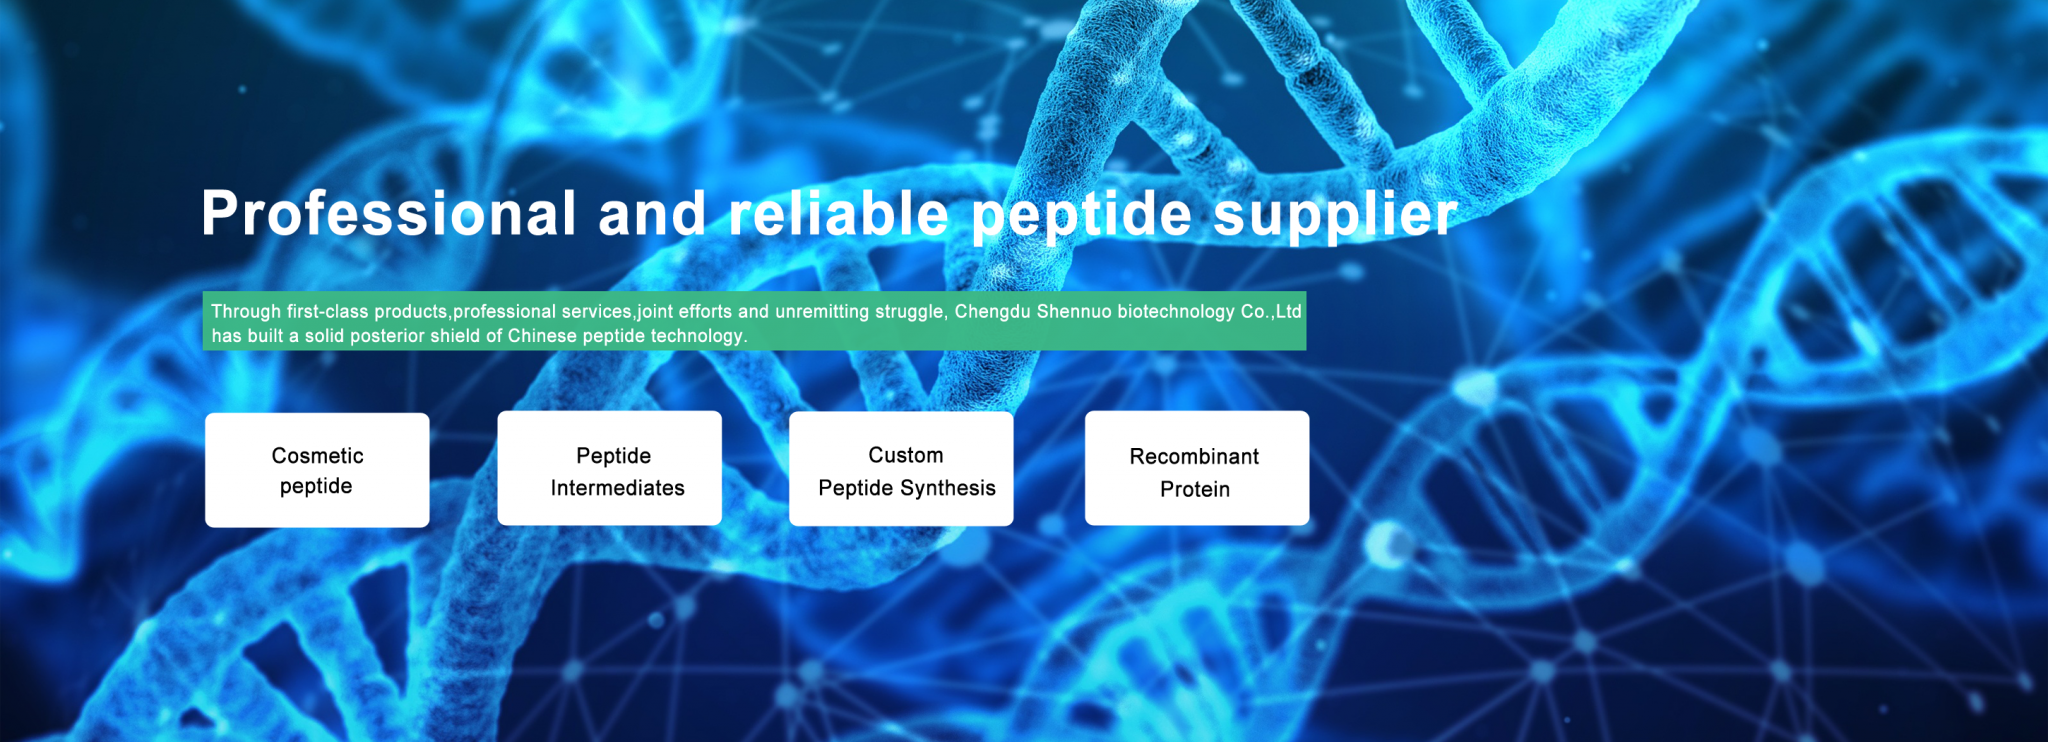 Professional and reliable peptide supplier
Through first-class products,professional services,joint efforts and unremitting struggle, Chengdu Shennuo biotechnology Co.,Ltd
has built a solid posterior shield of Chinese peptide technology.
Cosmetic
peptide
Peptide
Intermediates
Custom
Peptide Synthesis
Recombinant
Protein